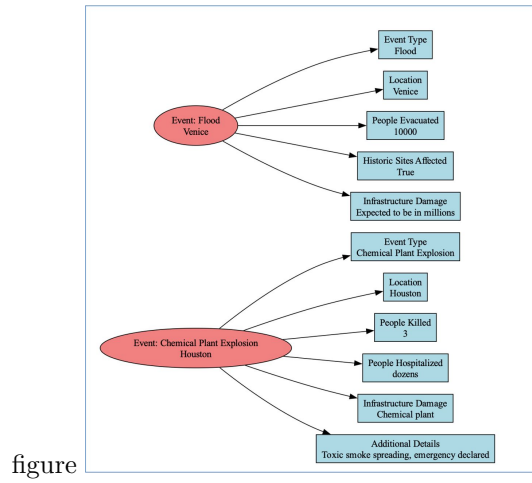 Event Type
Flood
Location
Venice
Event: Flood
Venice
People Evacuated
10000
Historic Sites Affected
True
Infrastructure Damage
Expected to be in millions
Event Type
Chemical Plant Explosion
Location
Houston
People Killed
3
Event: Chemical Plant Explosion
Houston
People Hospitalized
dozens
Infrastructure Damage
Chemical plant
Additional Details
Toxic smoke spreading, emergency declared
figure